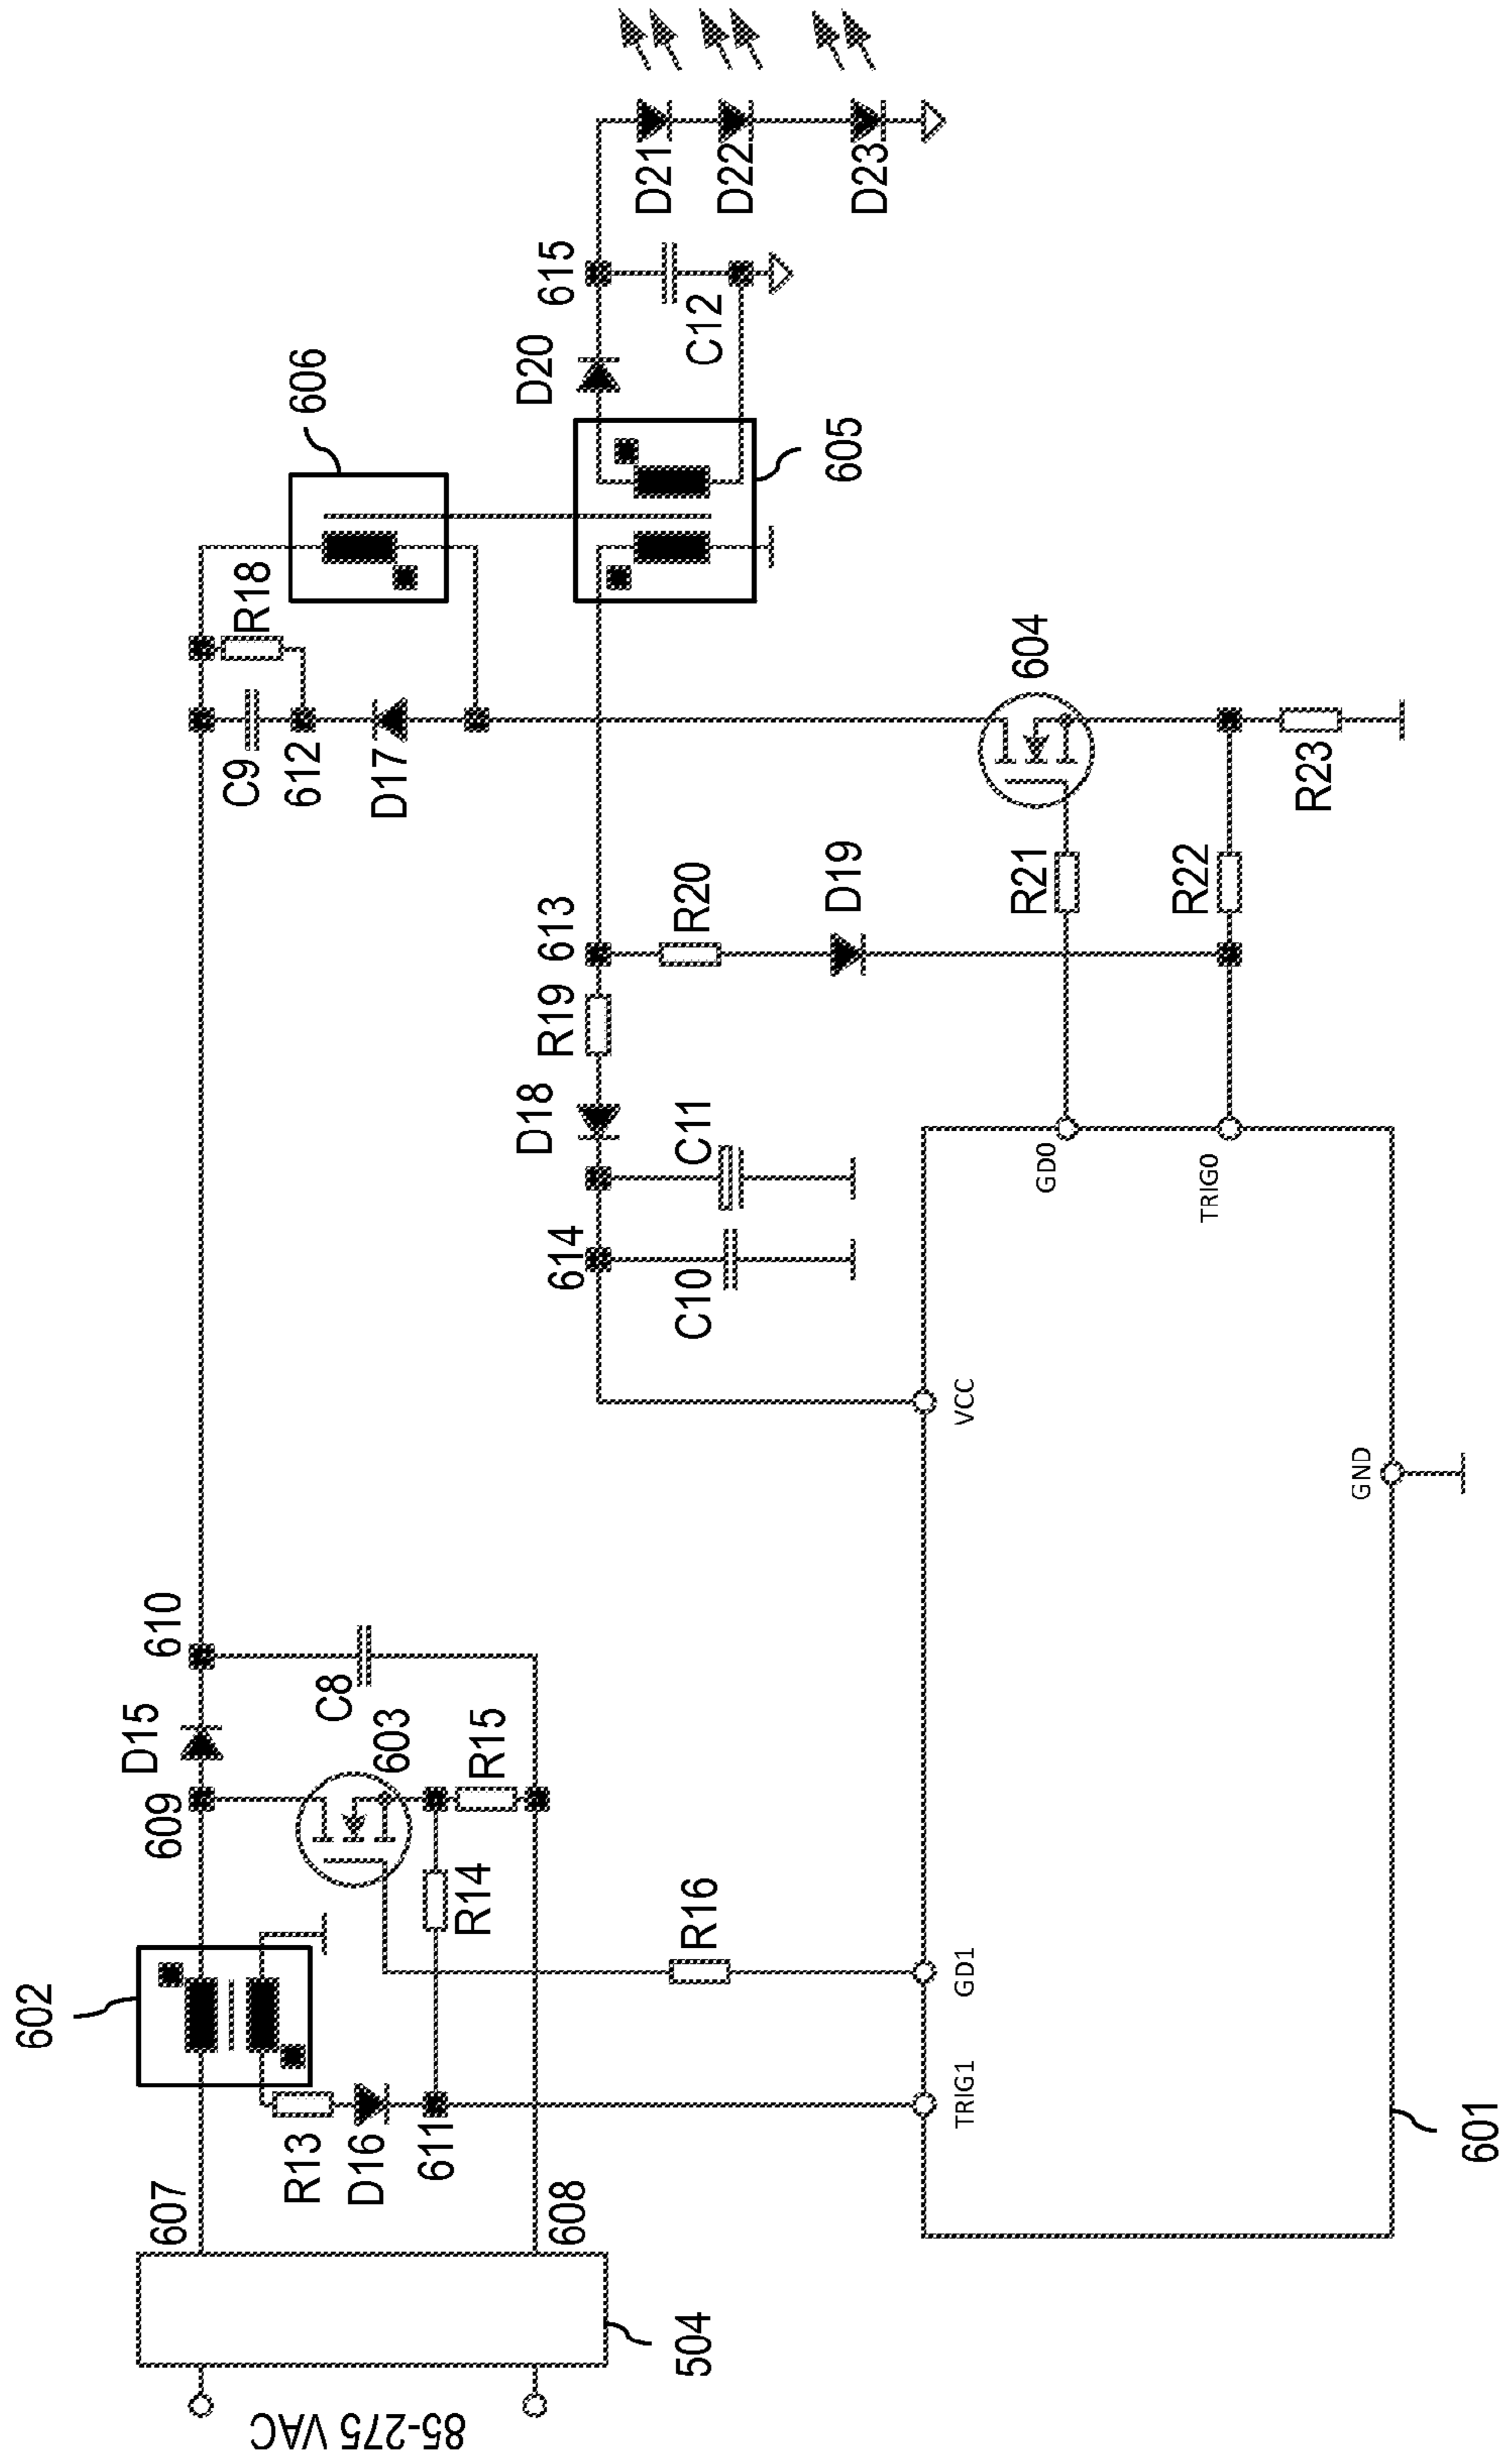 85-275 VAC
504
607
608
602
R13
D16
611
609
D15
610
603
R14
R15
C8
R16
TRIG1
GD1
601
GND
VCC
614
C10
C11
D18
R19
613
R20
D19
GD0
TRIG0
R21
R22
604
R23
C9
612
D17
R18
606
605
D20
615
C12
D21
D22
D23